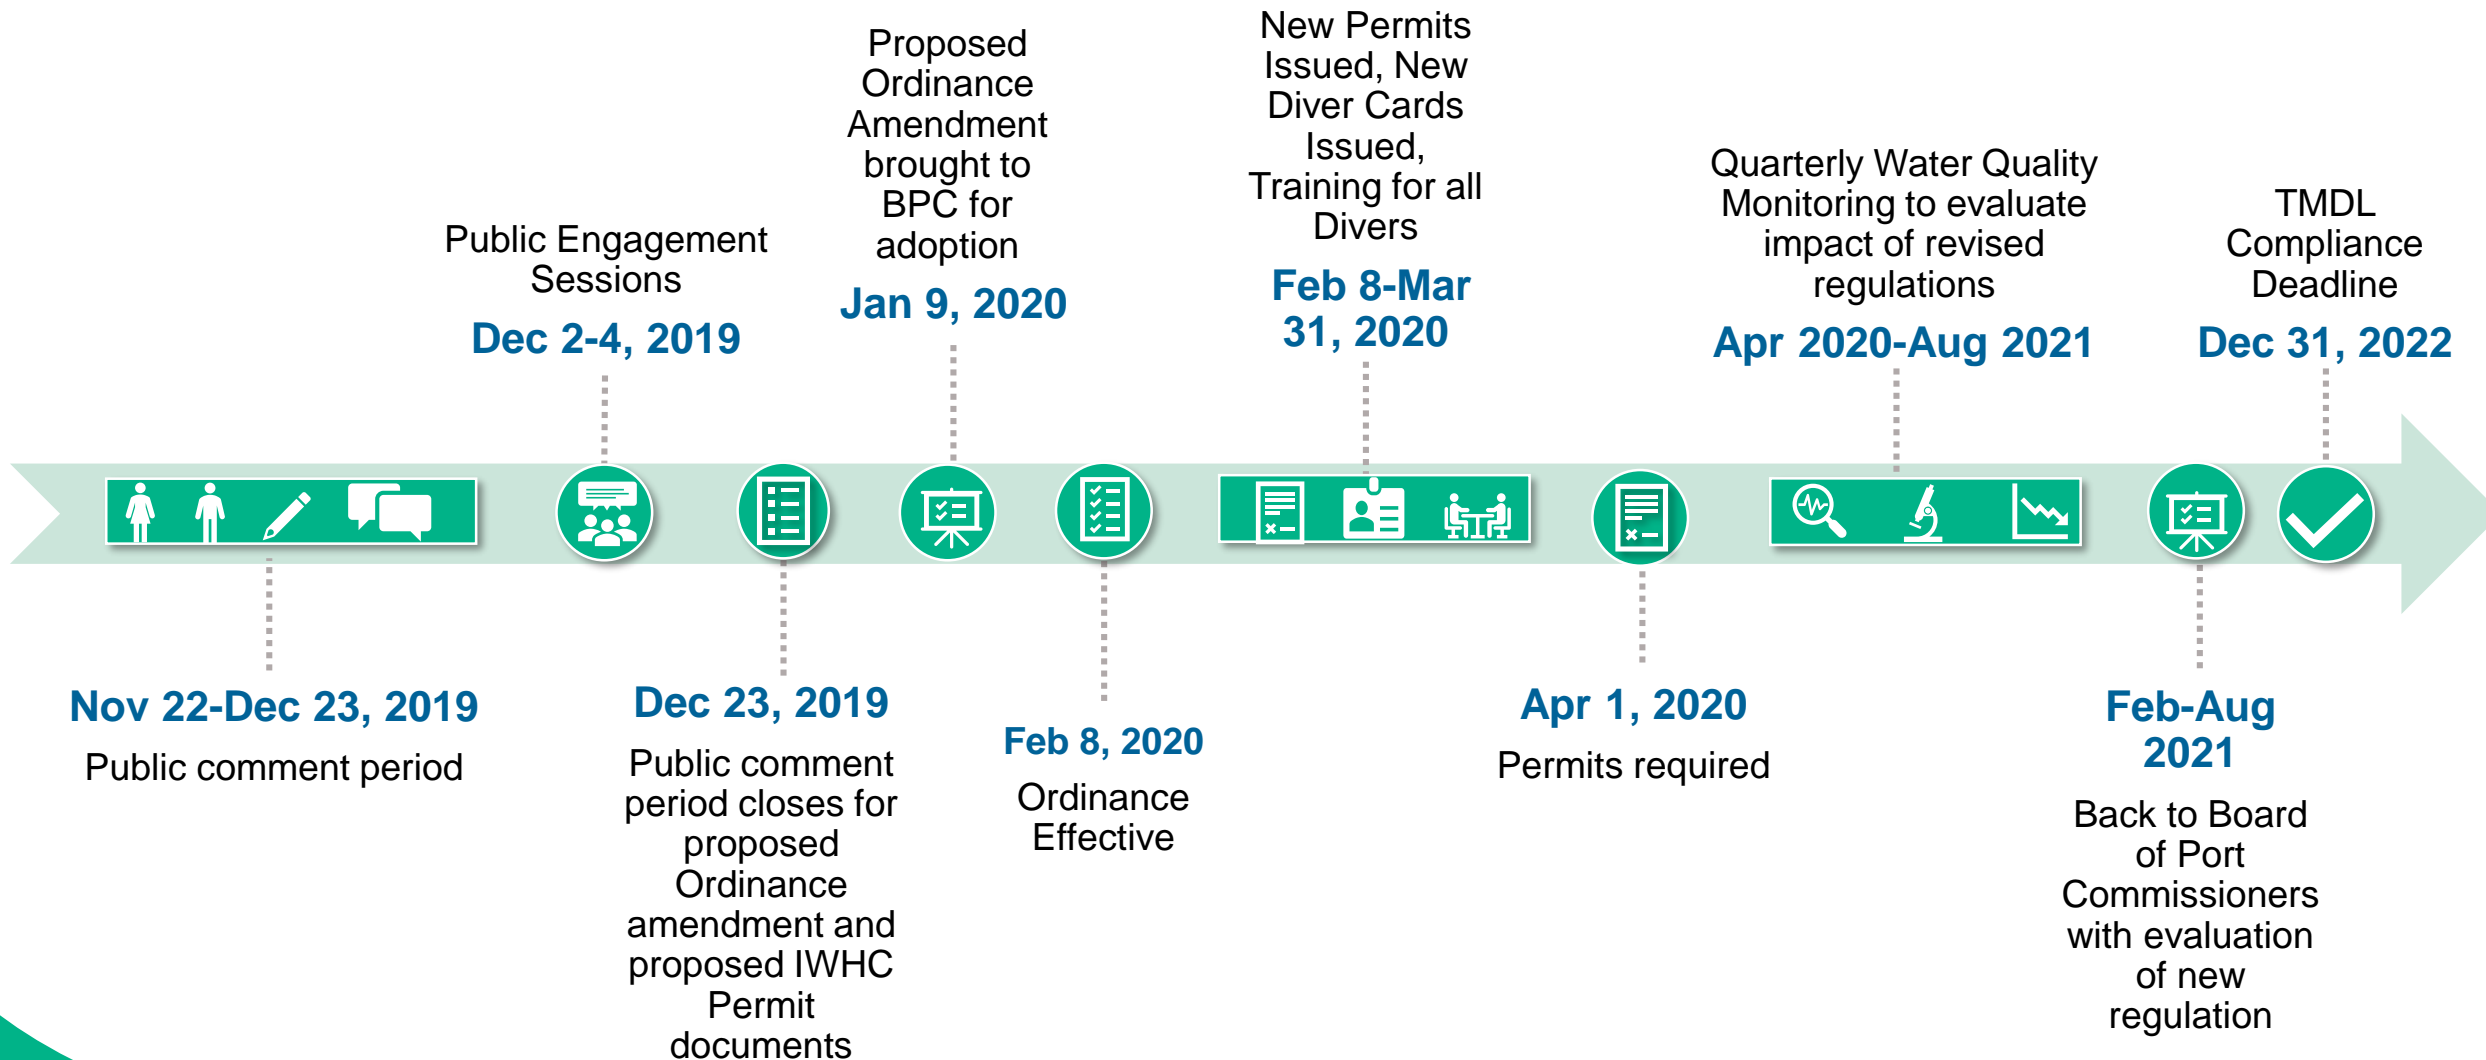 Public comment period
Nov 22-Dec 23, 2019
Public Engagement
Sessions
Dec 2-4, 2019
Dec 23, 2019
Public comment
period closes for
proposed
Ordinance
amendment and
proposed IWHC
Permit
documents
Proposed
Ordinance
Amendment
brought to
BPC for
adoption
Jan 9, 2020
Feb 8, 2020
Ordinance
Effective
New Permits
Issued, New
Diver Cards
Issued,
Training for all
Divers
Feb 8-Mar
31, 2020
Apr 1, 2020
Permits required
Quarterly Water Quality
Monitoring to evaluate
impact of revised
regulations
Apr 2020-Aug 2021
Feb-Aug
2021
Back to Board
of Port
Commissioners
with evaluation
of new
regulation
TMDL
Compliance
Deadline
Dec 31, 2022